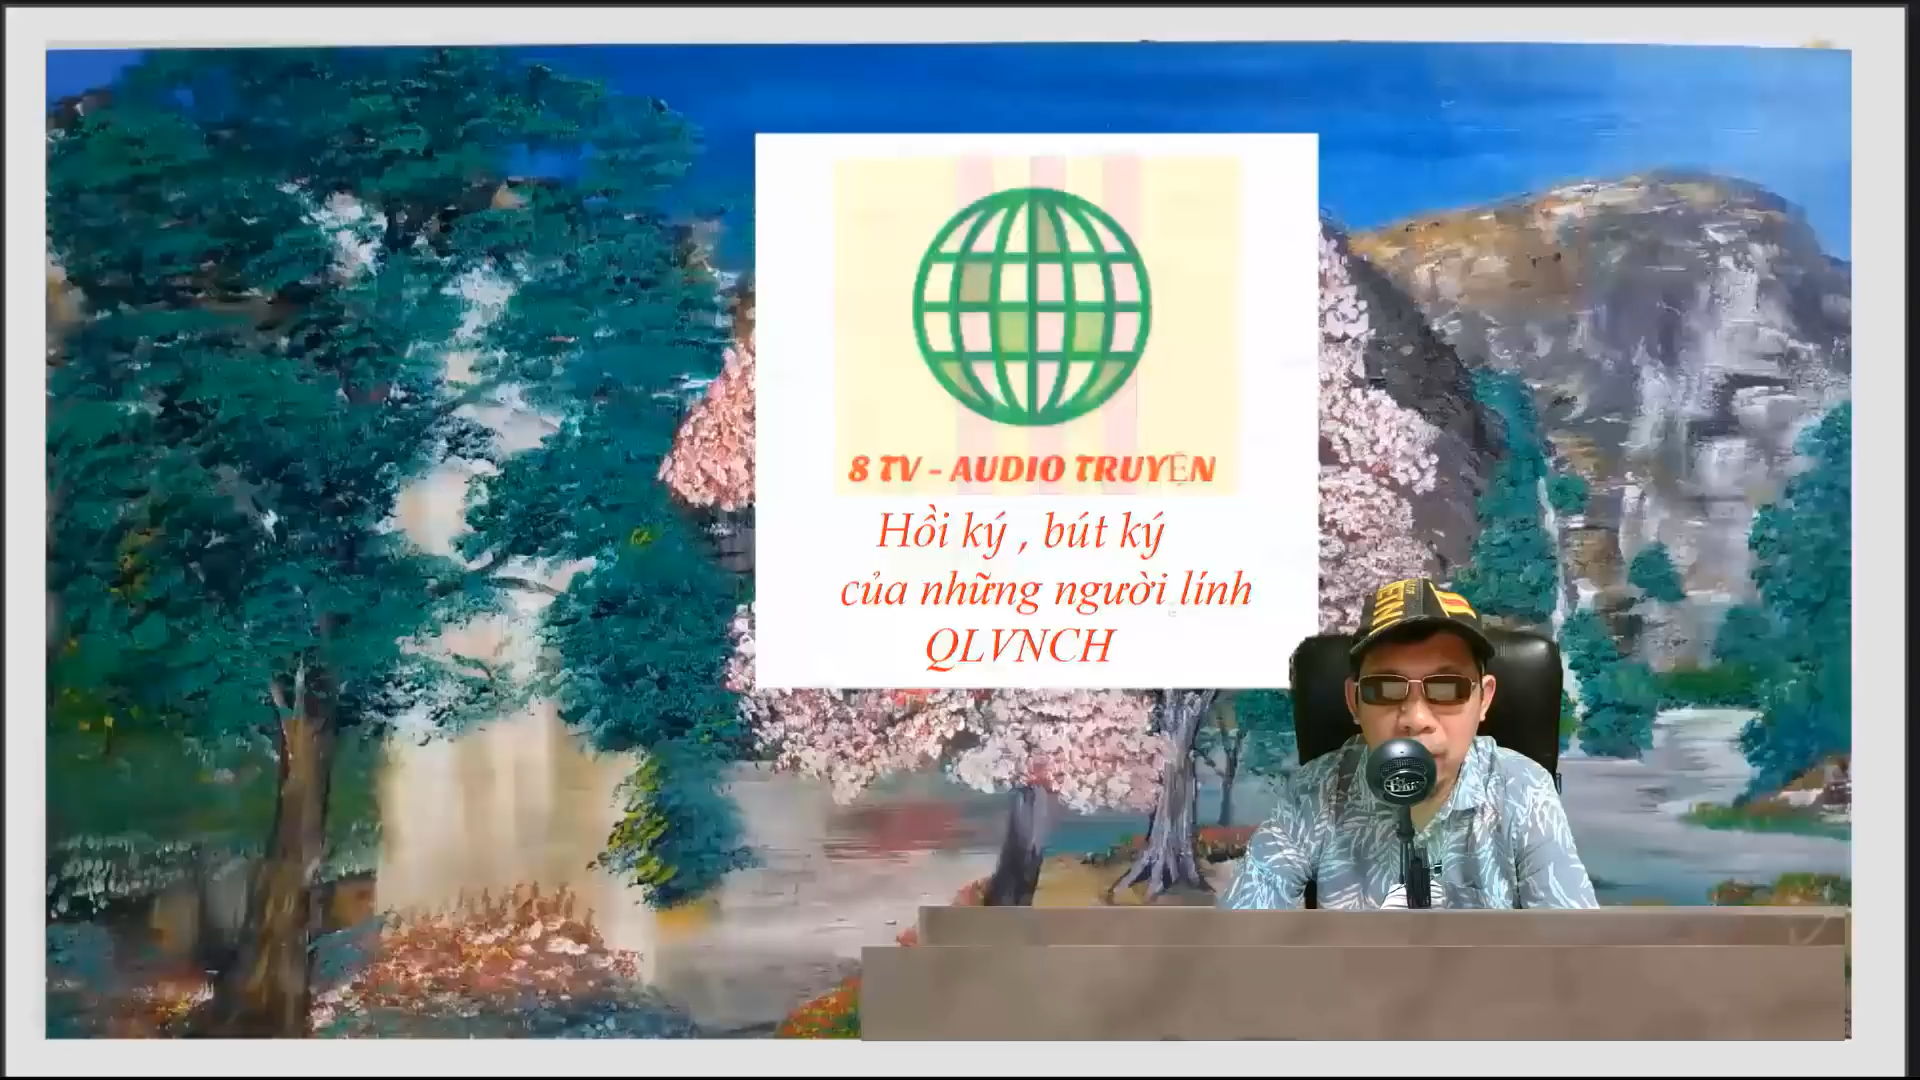 8 TV - AUDIO TRUYỆN
Hồi ký , bút ký
của những người lính
QLVNCH